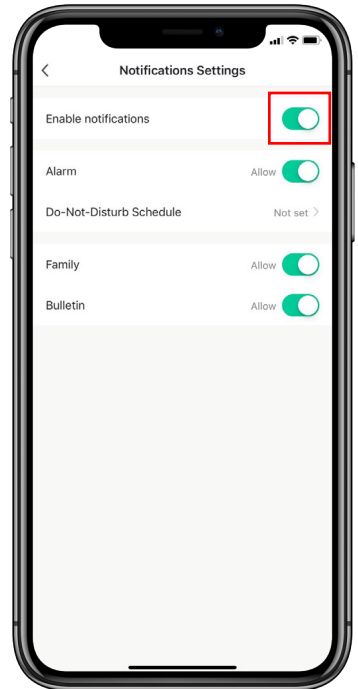 Notifications Settings
Enable notifications
Alarm Allow
Do-Not-Disturb Schedule Not set
Family Allow
Bulletin Allow